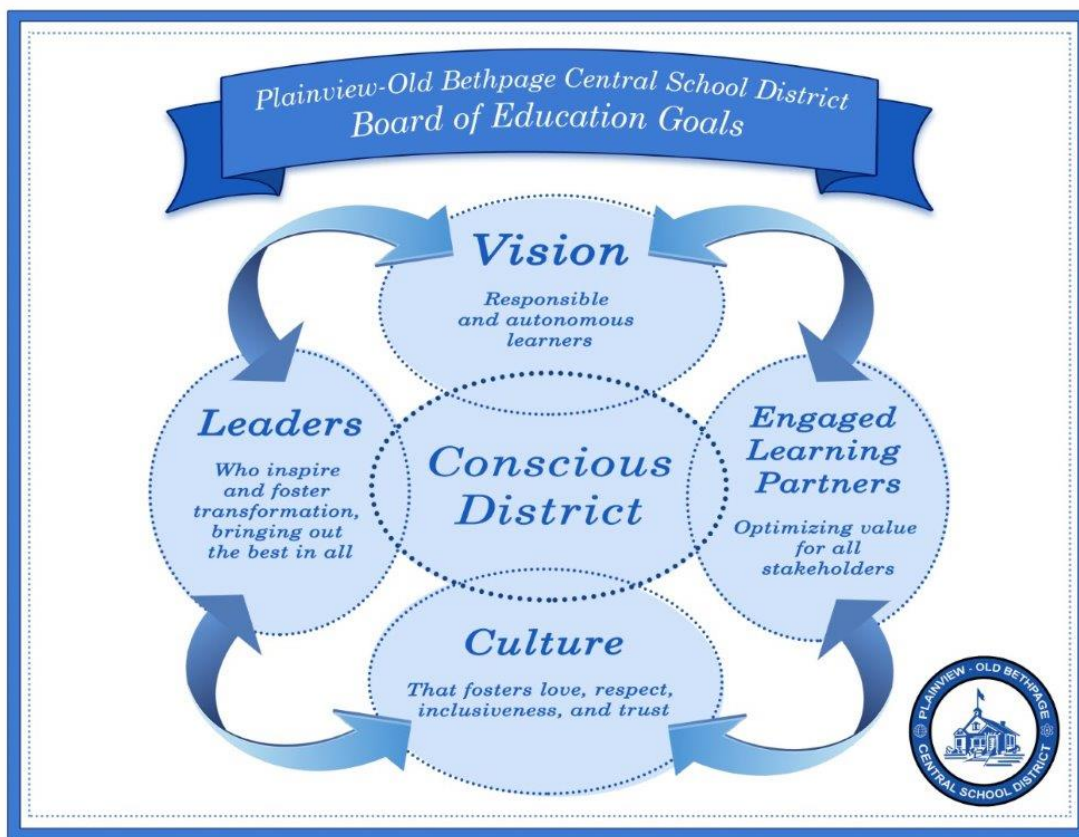 Plainview-Old Bethpage Central School District
Board of Education Goals
Vision
Responsible
and autonomous
learners
Leaders
Who inspire
and foster
transformation,
bringing out
the best in all
Conscious
District
Engaged
Learning
Partners
Optimizing value
for all
stakeholders
Culture
That fosters love, respect,
inclusiveness, and trust
PLAINVIEW - OLD BETHPAGE
CENTRAL SCHOOL DISTRICT